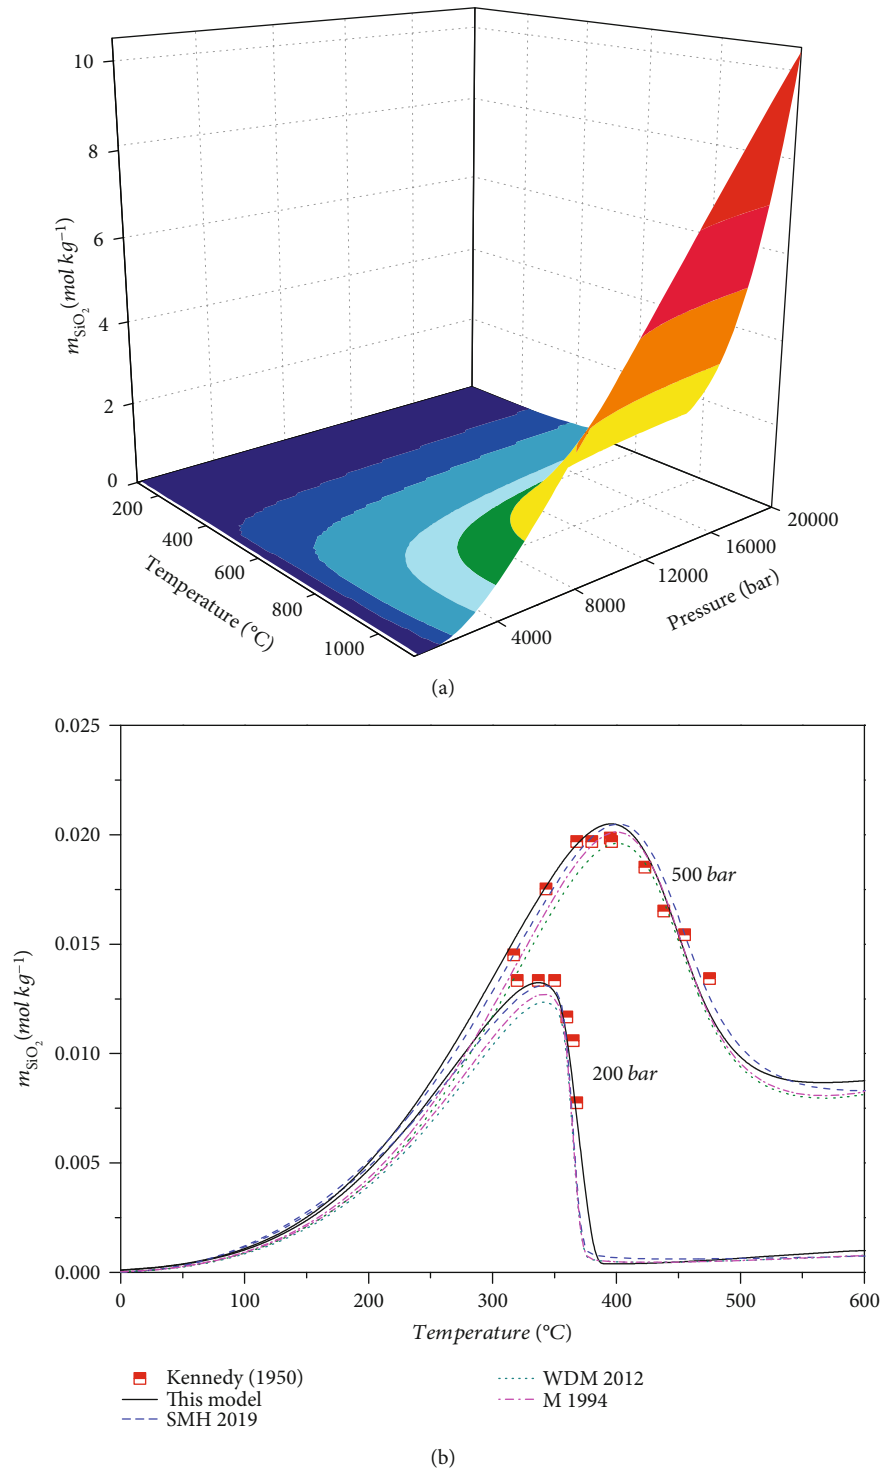 10
8
6
4
2
0
m_SiO₂ (mol kg⁻¹)
200
400
600
800
1000
Temperature (°C)
4000
8000
12000
16000
20000
Pressure (bar)
(a)
0.025
0.020
0.015
0.010
0.005
0.000
m_SiO₂ (mol kg⁻¹)
500 bar
200 bar
0 100 200 300 400 500 600
Temperature (°C)
Kennedy (1950)
This model
SMH 2019
WDM 2012
M 1994
(b)